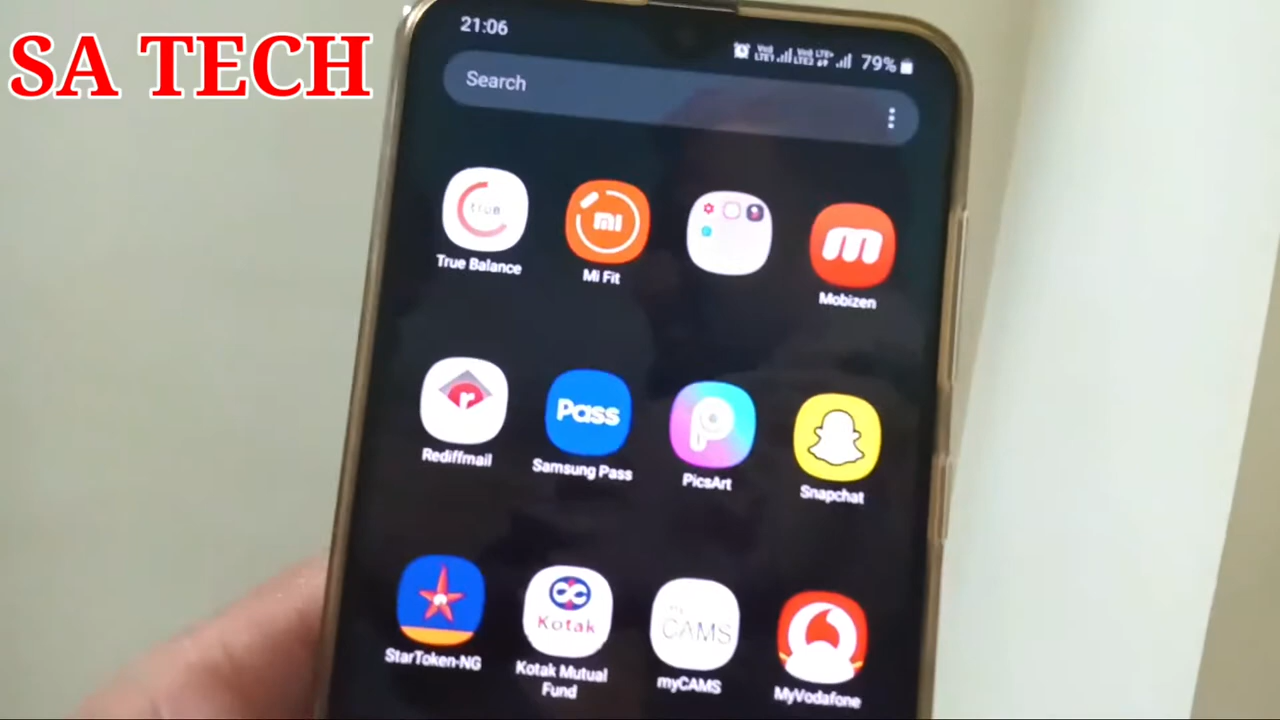 SA TECH
21:06
79%
Search
true
mi
m
True Balance
Mi Fit
Mobizen
r
Pass
P
Rediffmail
Samsung Pass
PicsArt
Snapchat
Kotak
my
CAMS
StarToken-NG
Kotak Mutual
Fund
myCAMS
MyVodafone